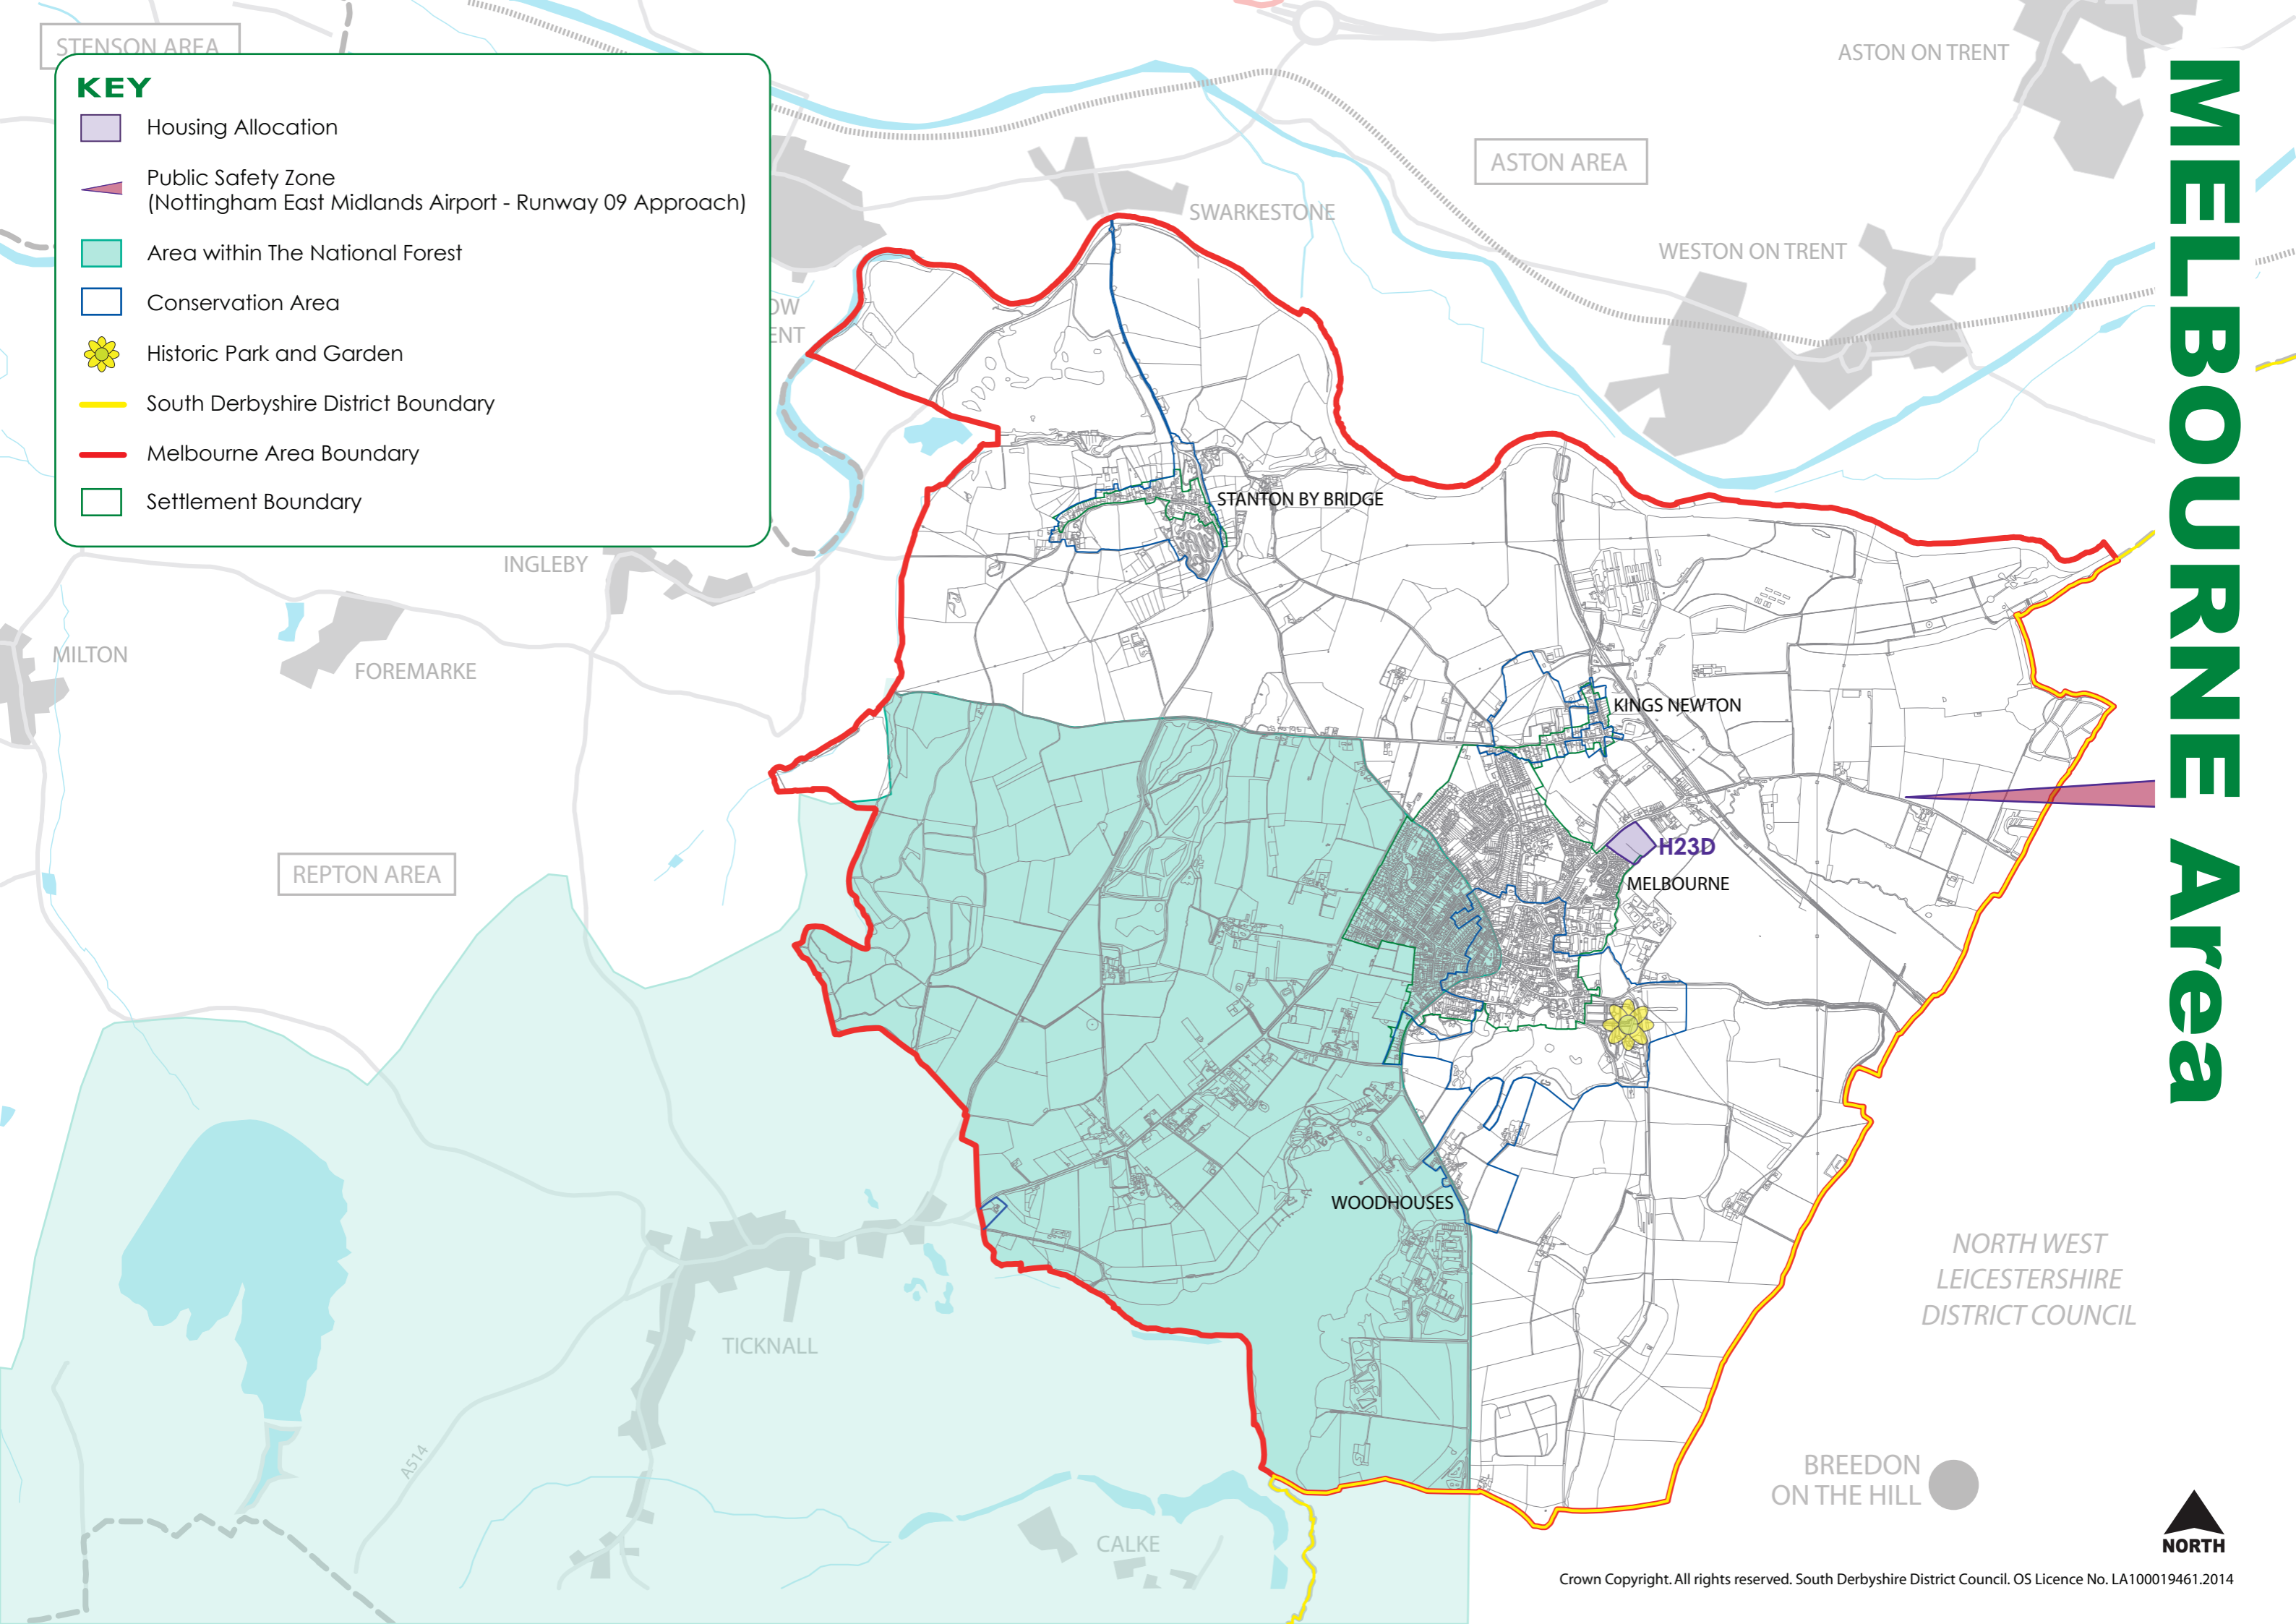 STENSON AREA
KEY
Housing Allocation
Public Safety Zone
(Nottingham East Midlands Airport - Runway 09 Approach)
Area within The National Forest
Conservation Area
Historic Park and Garden
South Derbyshire District Boundary
Melbourne Area Boundary
Settlement Boundary
MELBOURNE Area
ASTON ON TRENT
ASTON AREA
SWARKESTONE
WESTON ON TRENT
OW
ENT
STANTON BY BRIDGE
INGLEBY
MILTON
FOREMARKE
KINGS NEWTON
H23D
REPTON AREA
MELBOURNE
WOODHOUSES
NORTH WEST
LEICESTERSHIRE
DISTRICT COUNCIL
TICKNALL
A514
BREEDON
ON THE HILL
CALKE
NORTH
Crown Copyright. All rights reserved. South Derbyshire District Council. OS Licence No. LA100019461.2014